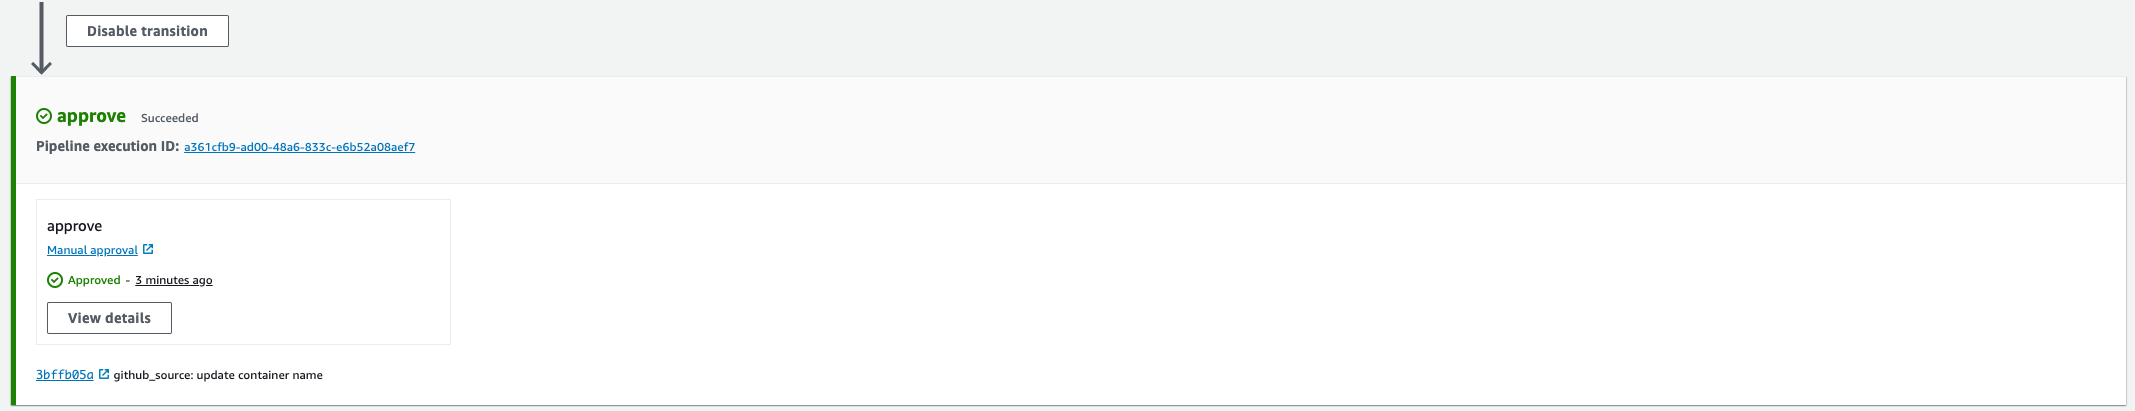 Disable transition
approve Succeeded
Pipeline execution ID: a361cfb9-ad00-48a6-833c-e6b52a08aef7
approve
Manual approval
Approved - 3 minutes ago
View details
3bffb05a github_source: update container name